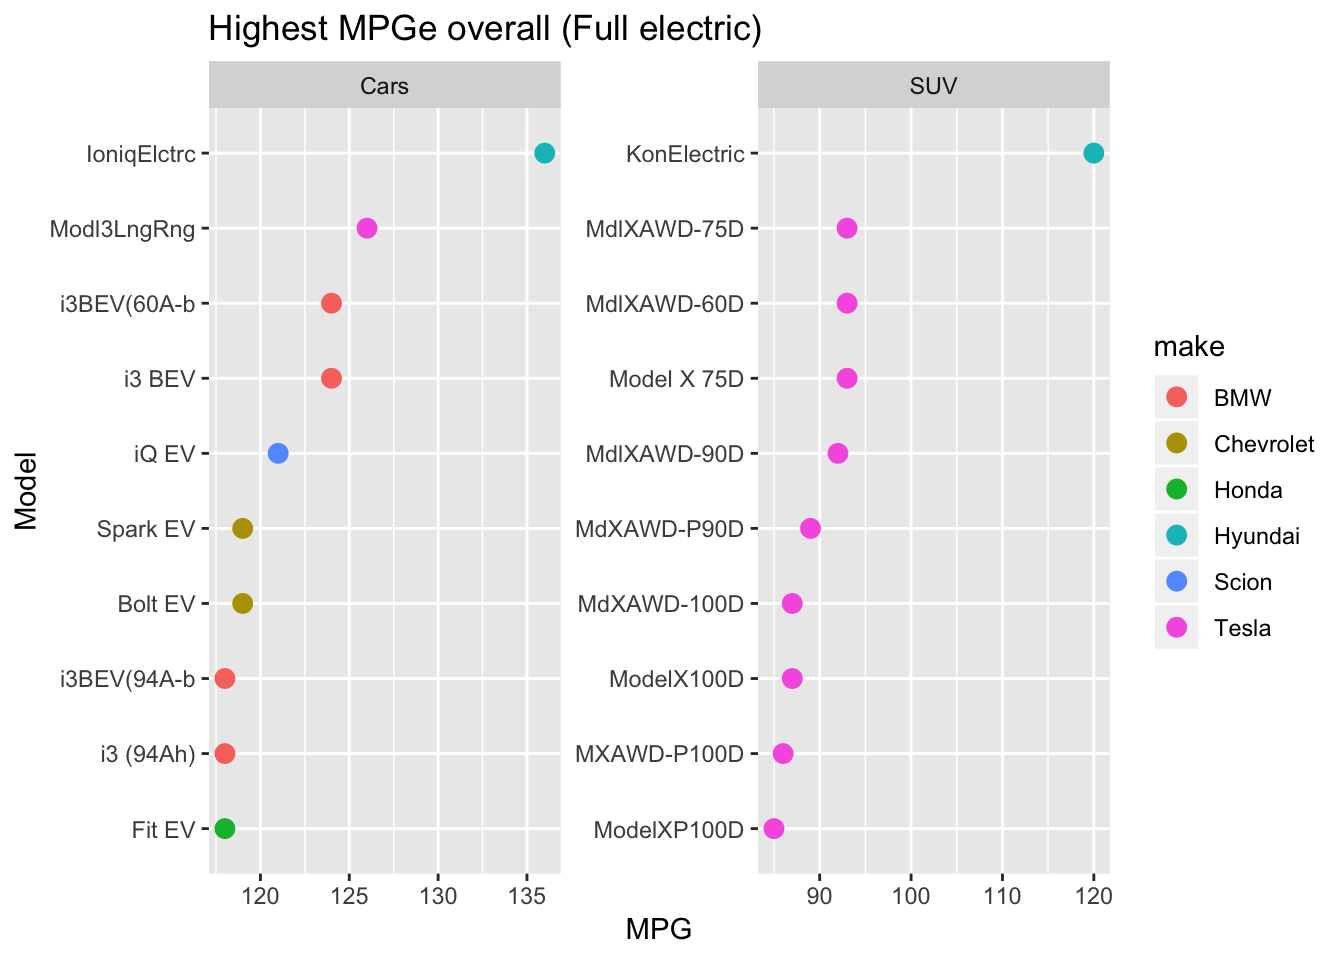 Highest MPGe overall (Full electric)
Cars
SUV
Model
IoniqElctrc
Modl3LngRng
i3BEV(60A-b
i3 BEV
iQ EV
Spark EV
Bolt EV
i3BEV(94A-b
i3 (94Ah)
Fit EV
KonElectric
MdlXAWD-75D
MdlXAWD-60D
Model X 75D
MdlXAWD-90D
MdXAWD-P90D
MdXAWD-100D
ModelX100D
MXAWD-P100D
ModelXP100D
120 125 130 135
90 100 110 120
MPG
make
BMW
Chevrolet
Honda
Hyundai
Scion
Tesla